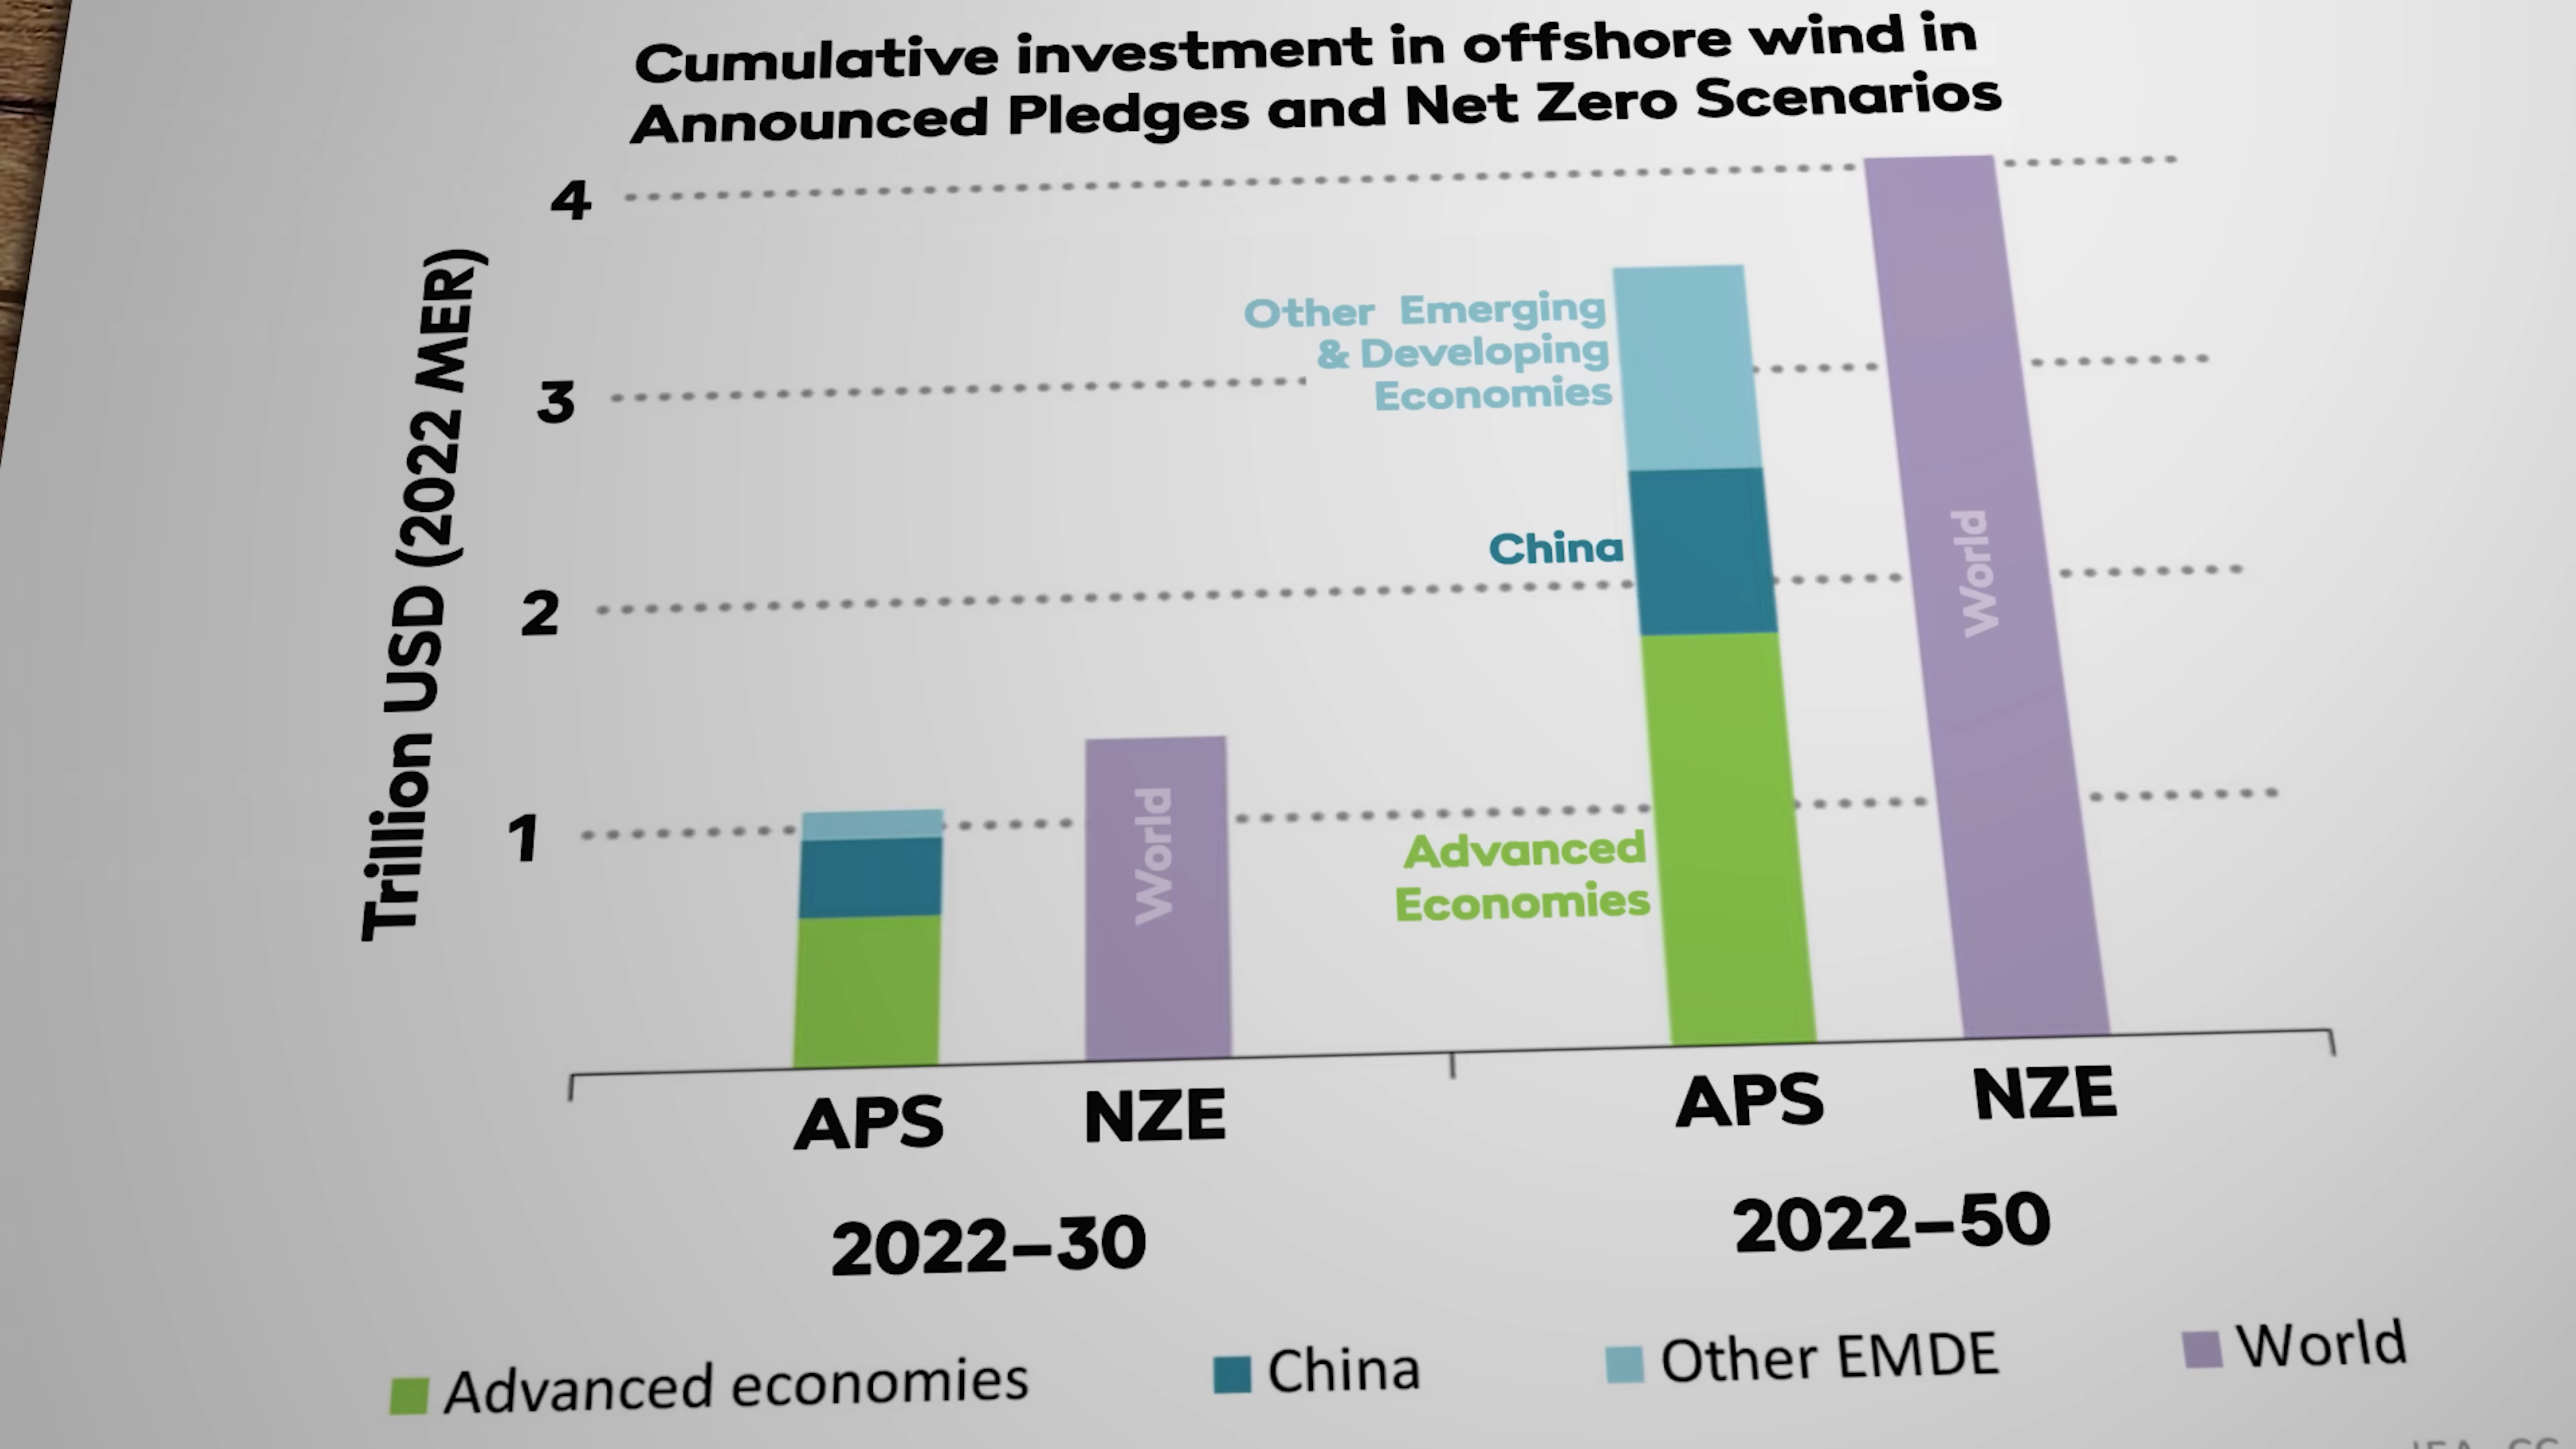 Cumulative investment in offshore wind in
Announced Pledges and Net Zero Scenarios
Trillion USD (2022 MER)
4
3
2
1
Other Emerging
& Developing
Economies
China
Advanced
Economies
World
World
APS NZE APS NZE
2022–30 2022–50
Advanced economies China Other EMDE World